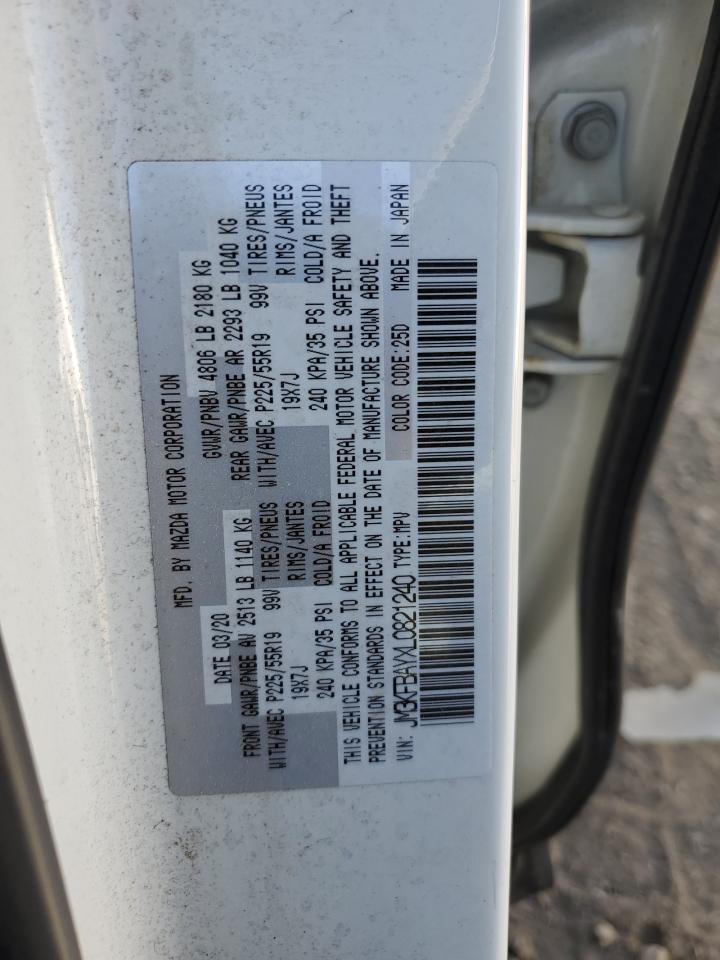 MFD. BY MAZDA MOTOR CORPORATION
DATE 03/20 GVWR/PNBV 4806 LB 2180 KG
FRONT GAWR/PNBE AV 2513 LB 1140 KG REAR GAWR/PNBE AR 2293 LB 1040 KG
WITH/AVEC P225/55R19 99V TIRES/PNEUS WITH/AVEC P225/55R19 99V TIRES/PNEUS
19X7J RIMS/JANTES 19X7J RIMS/JANTES
240 KPA/35 PSI COLD/A FROID 240 KPA/35 PSI COLD/A FROID
THIS VEHICLE CONFORMS TO ALL APPLICABLE FEDERAL MOTOR VEHICLE SAFETY AND THEFT
PREVENTION STANDARDS IN EFFECT ON THE DATE OF MANUFACTURE SHOWN ABOVE.
VIN: JM3KFBAYXL0821240 TYPE:MPV COLOR CODE:25D MADE IN JAPAN